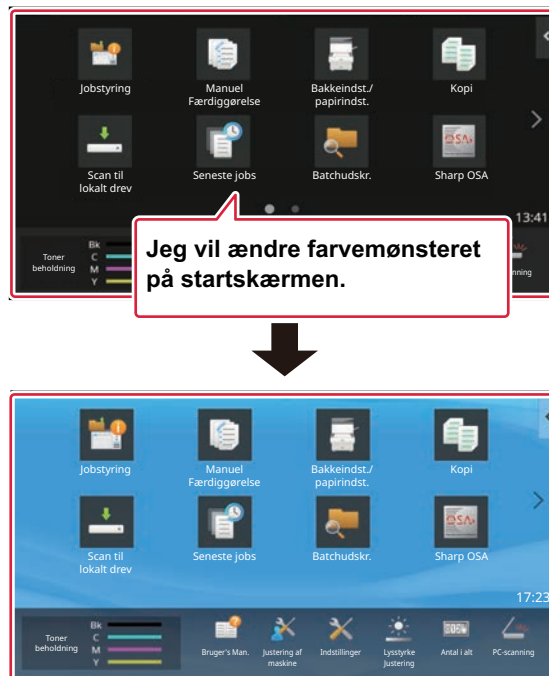 Jobstyring
Manuel
Færdiggørelse
Bakkeindst./
papirindst.
Kopi
OSA
Scan til
lokalt drev
Seneste jobs
Batchudskr.
Sharp OSA
13:41
Jeg vil ændre farvemønsteret
på startskærmen.
Toner
beholdning
Bk
C
M
Y
nning
Jobstyring
Manuel
Færdiggørelse
Bakkeindst./
papirindst.
Kopi
OSA
Scan til
lokalt drev
Seneste jobs
Batchudskr.
Sharp OSA
17:23
Toner
beholdning
Bk
C
M
Y
Bruger's Man.
Justering af
maskine
Indstillinger
Lysstyrke
Justering
Antal i alt
PC-scanning